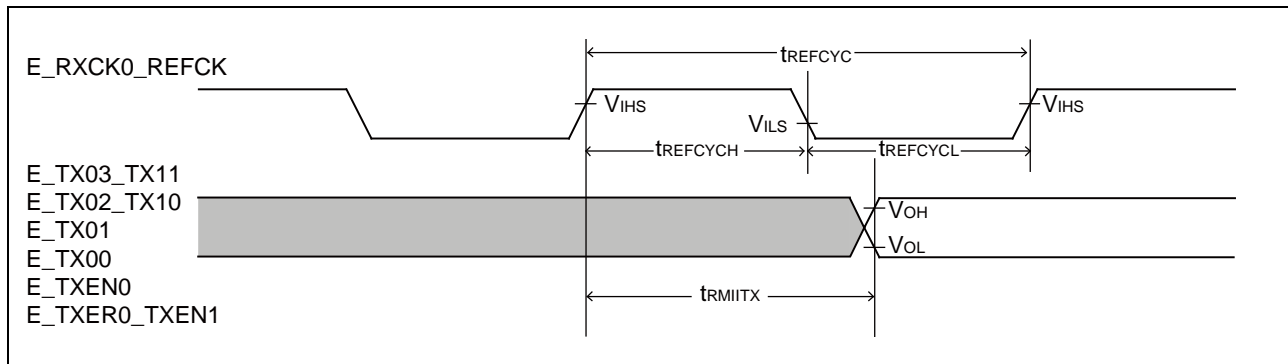 tREFCYC
E_RXCK0_REFCK
VIHS
VIHS
VILS
tREFCYCH
tREFCYCL
E_TX03_TX11
E_TX02_TX10
VOH
E_TX01
VOL
E_TX00
E_TXEN0
tRMIITX
E_TXER0_TXEN1